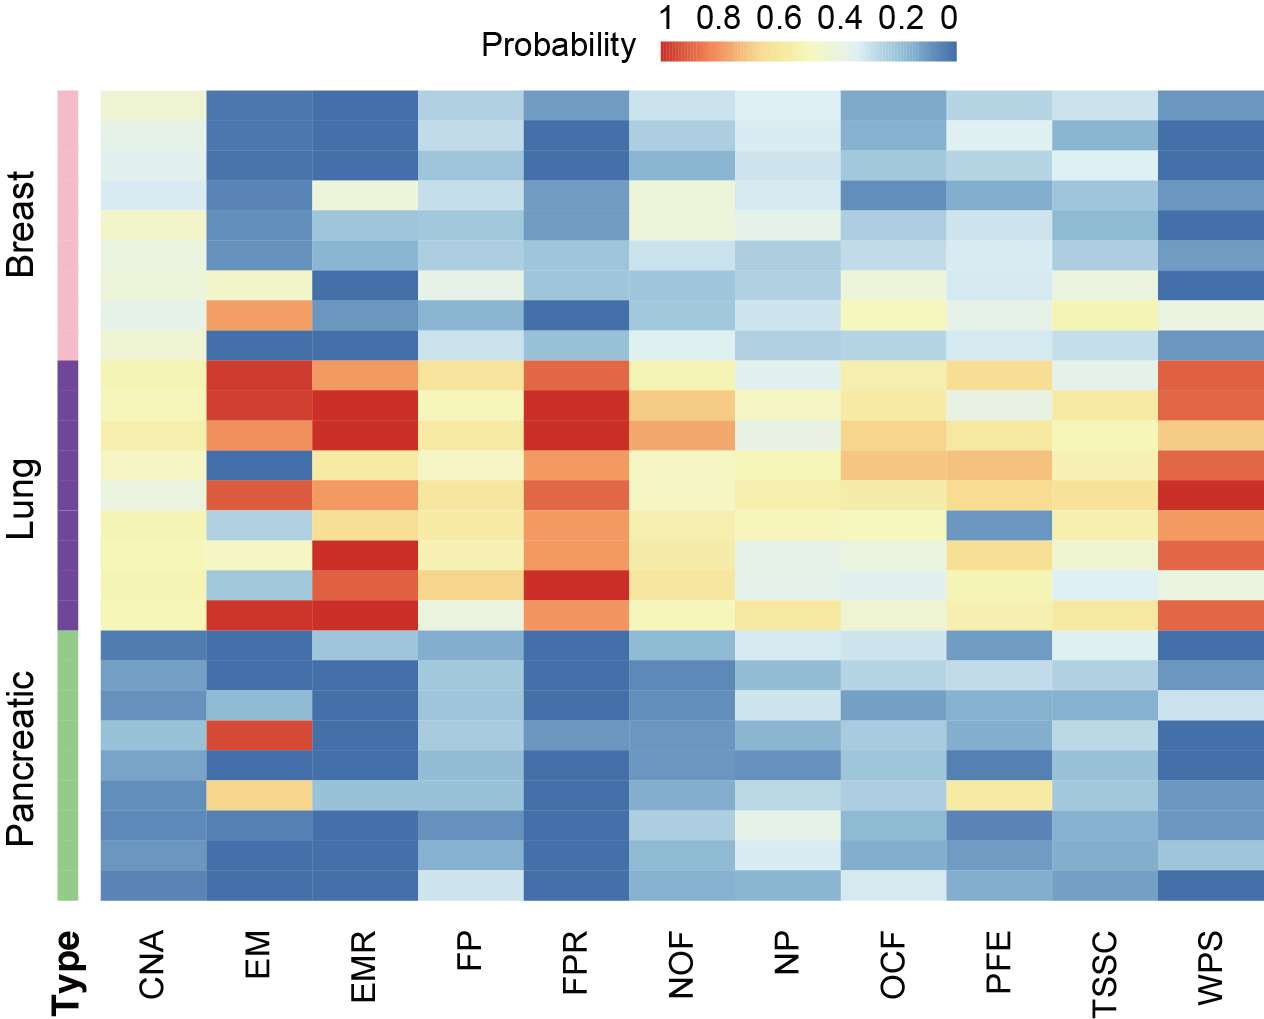 1 0.8 0.6 0.4 0.2 0
Probability
Breast
Lung
Pancreatic
Type CNA EM EMR FP FPR NOF NP OCF PFE TSSC WPS